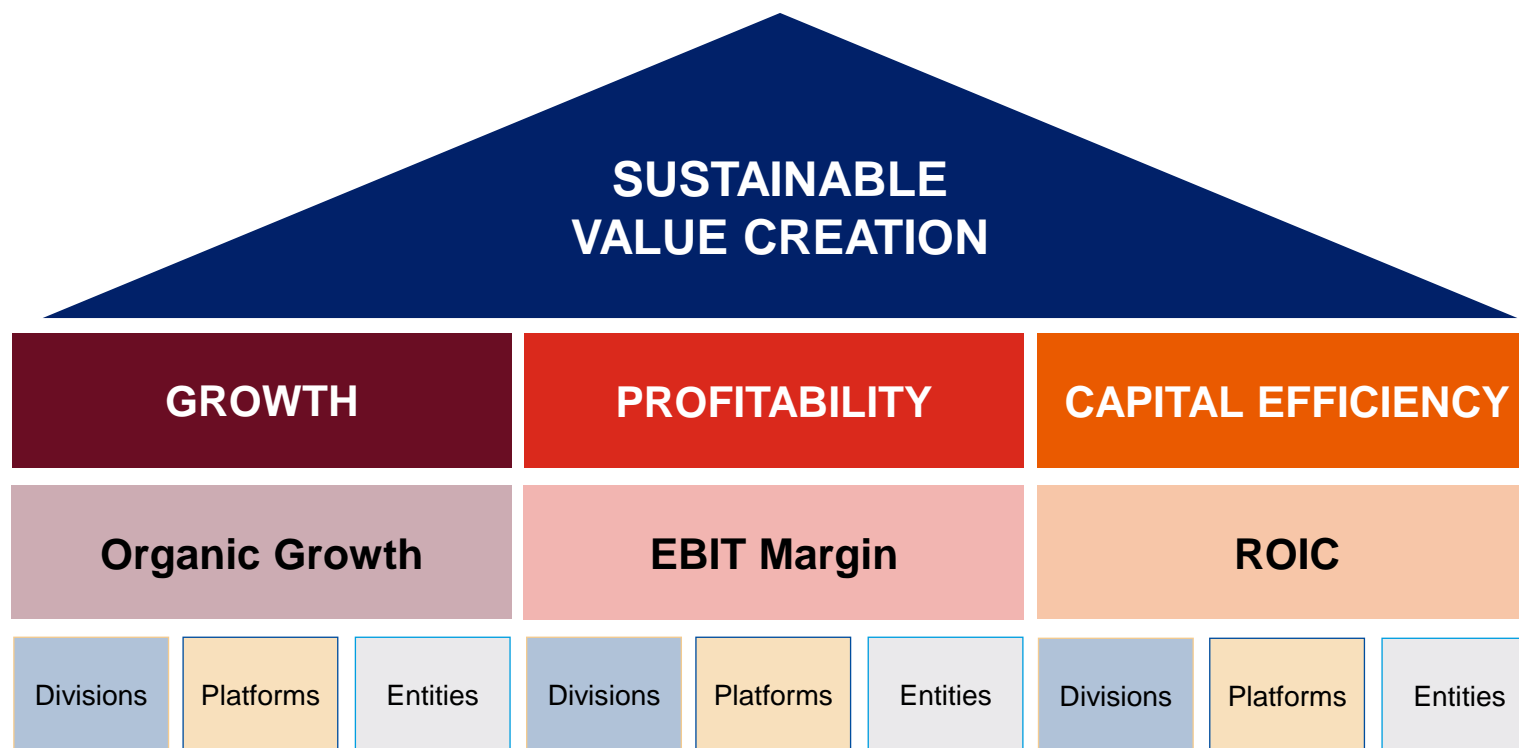 SUSTAINABLE
VALUE CREATION
GROWTH
PROFITABILITY
CAPITAL EFFICIENCY
Organic Growth
EBIT Margin
ROIC
Divisions
Platforms
Entities
Divisions
Platforms
Entities
Divisions
Platforms
Entities